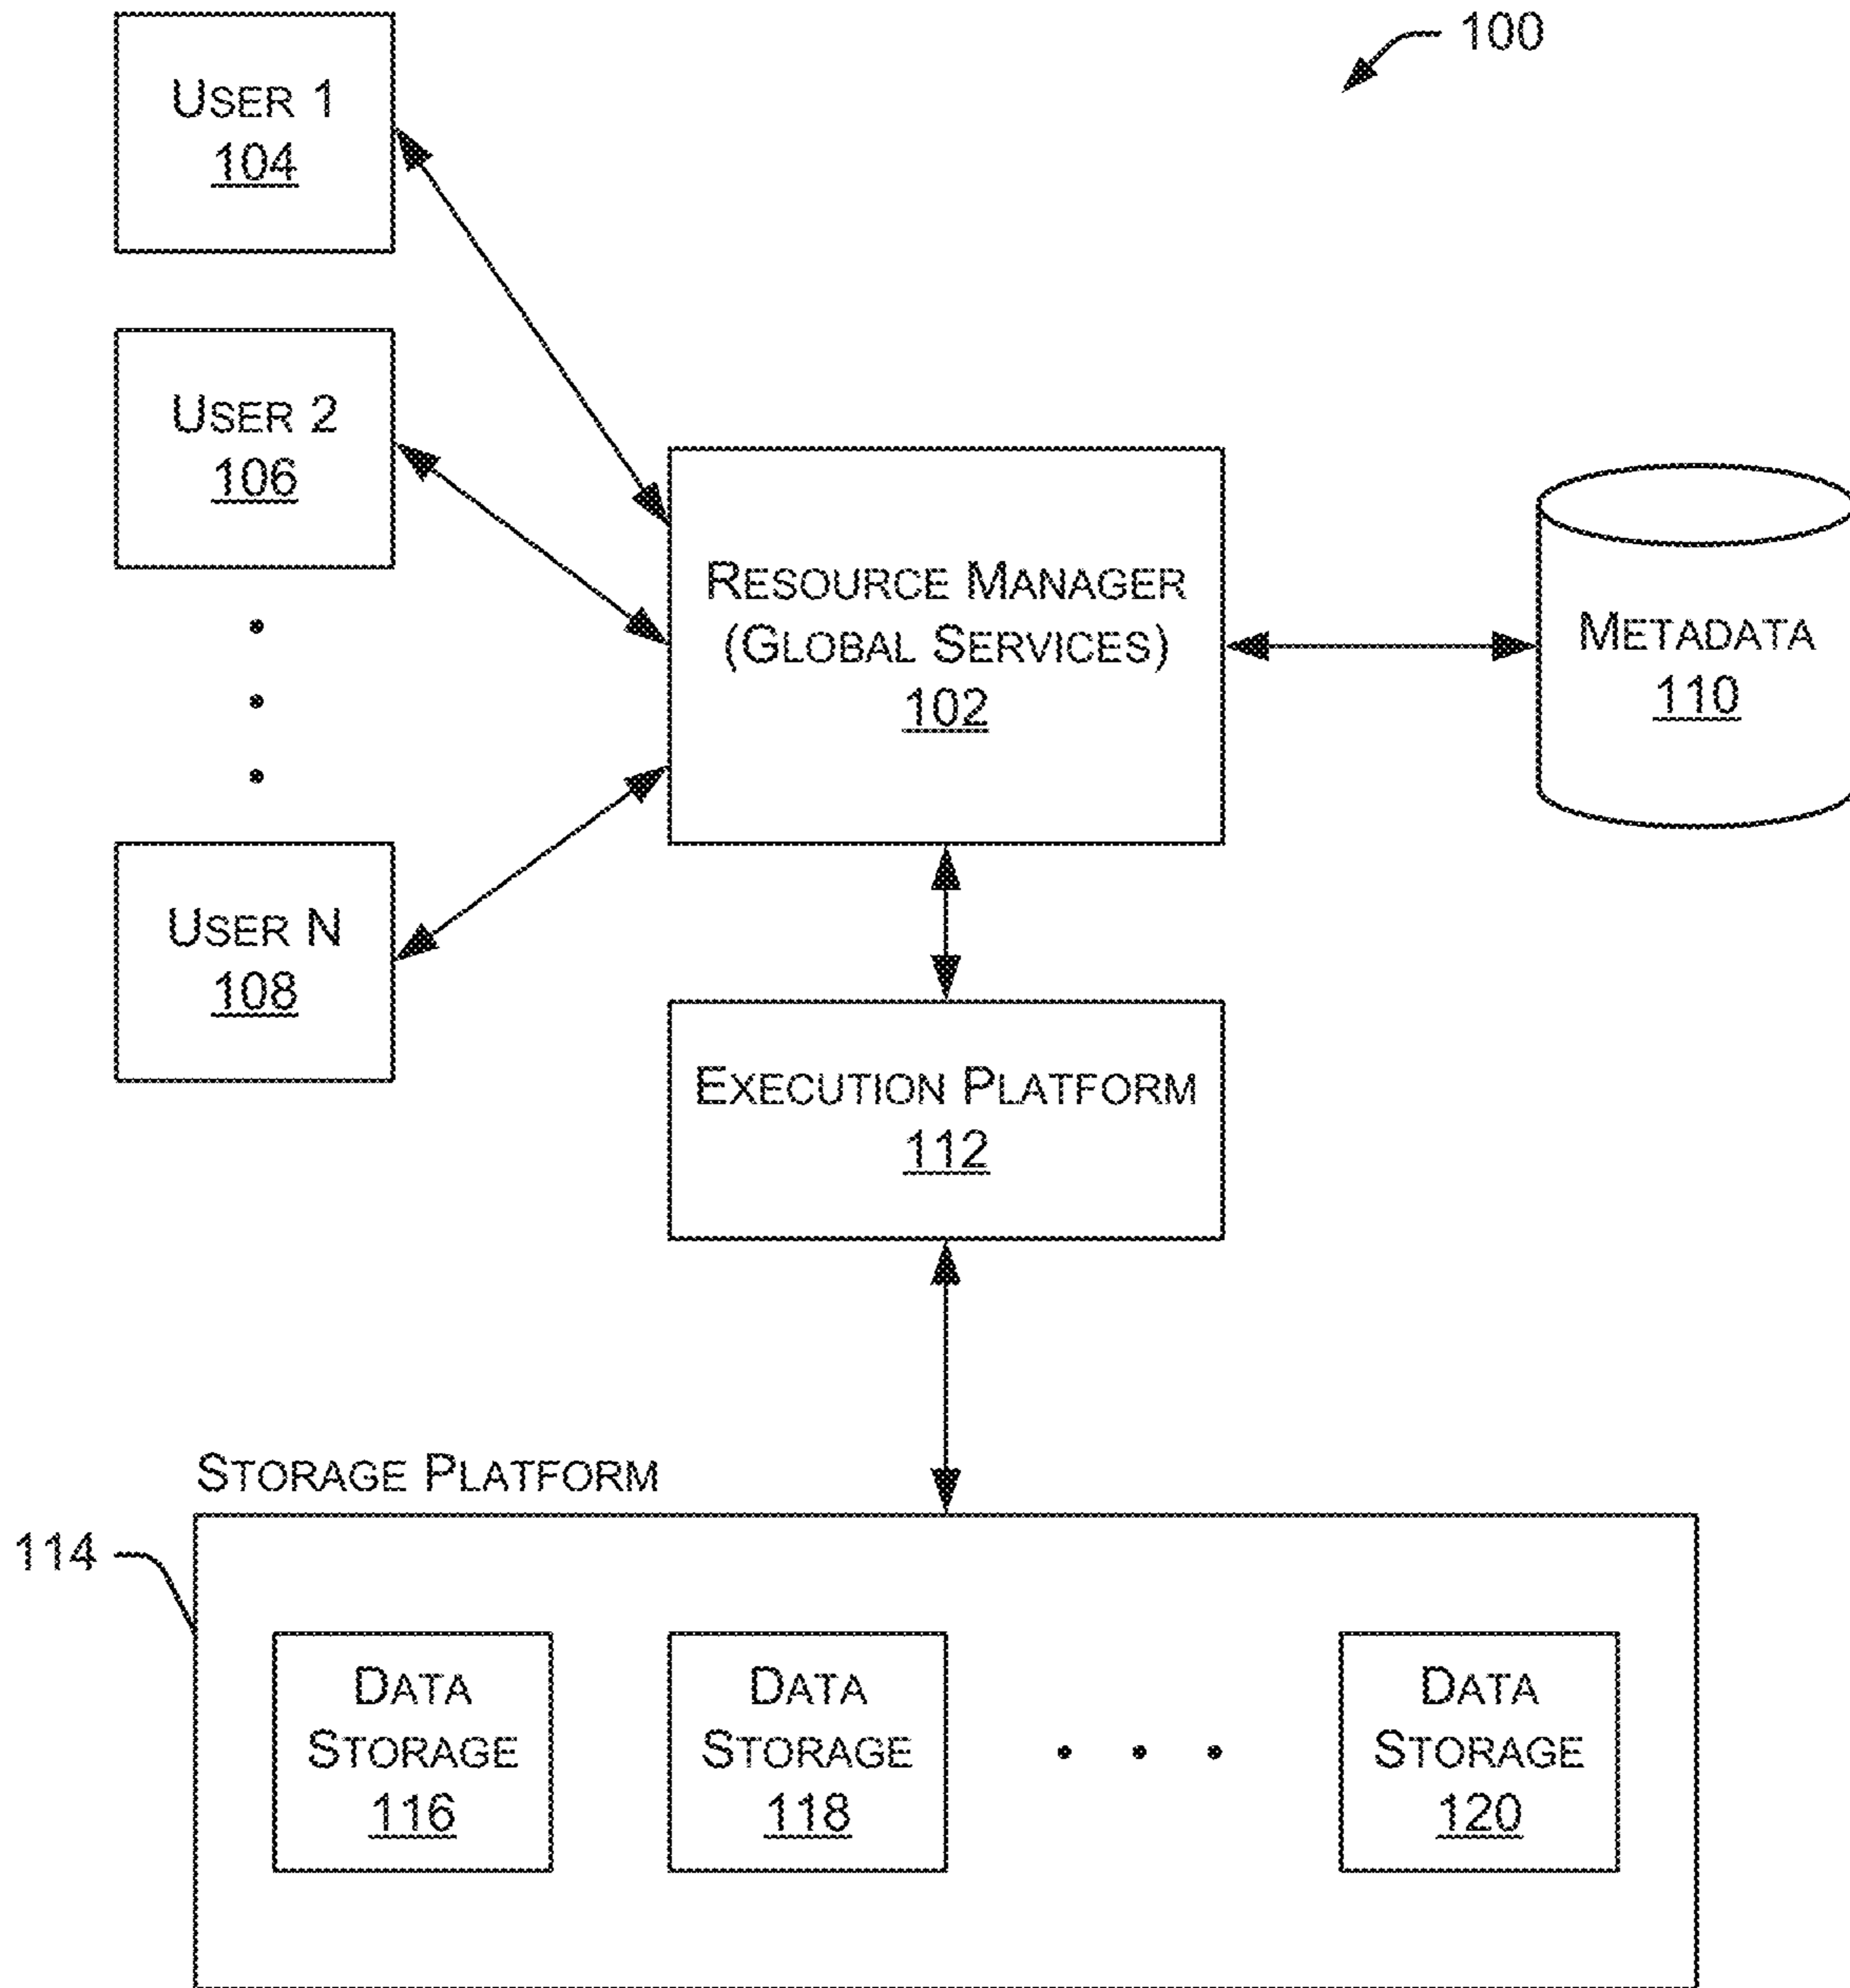 100
USER 1
104
USER 2
106
USER N
108
RESOURCE MANAGER
(GLOBAL SERVICES)
102
METADATA
110
EXECUTION PLATFORM
112
STORAGE PLATFORM
114
DATA
STORAGE
116
DATA
STORAGE
118
DATA
STORAGE
120